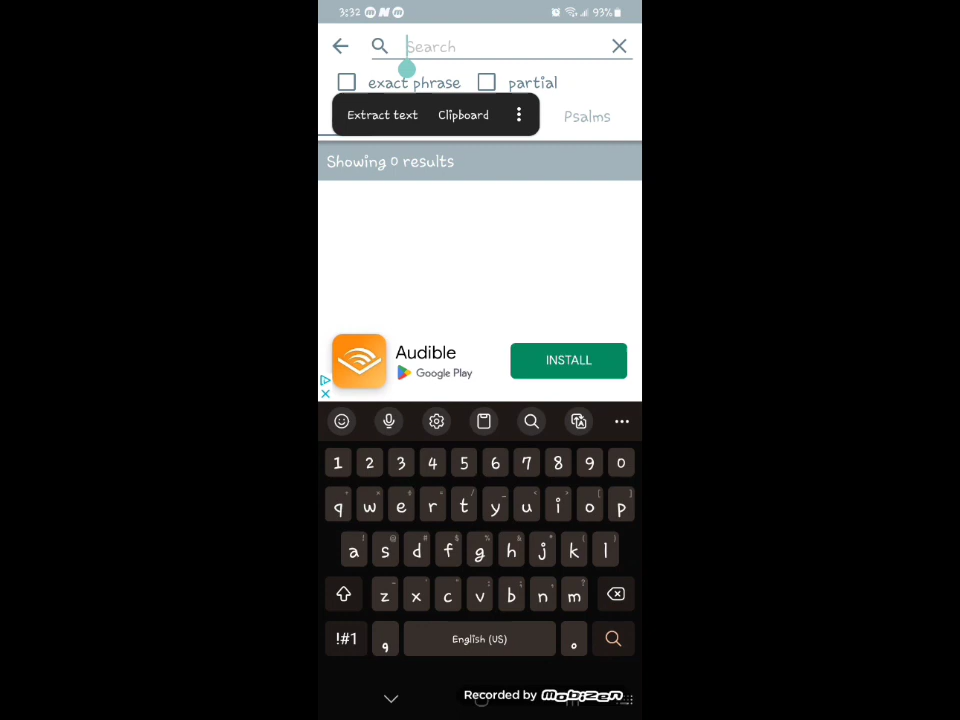 3:32 93%
Search
exact phrase partial
Extract text Clipboard
Psalms
Showing 0 results
Audible
Google Play
INSTALL
1 2 3 4 5 6 7 8 9 0
q w e r t y u i o p
a s d f g h j k l
z x c v b n m
!#1 , English (US) .
Recorded by mobizen